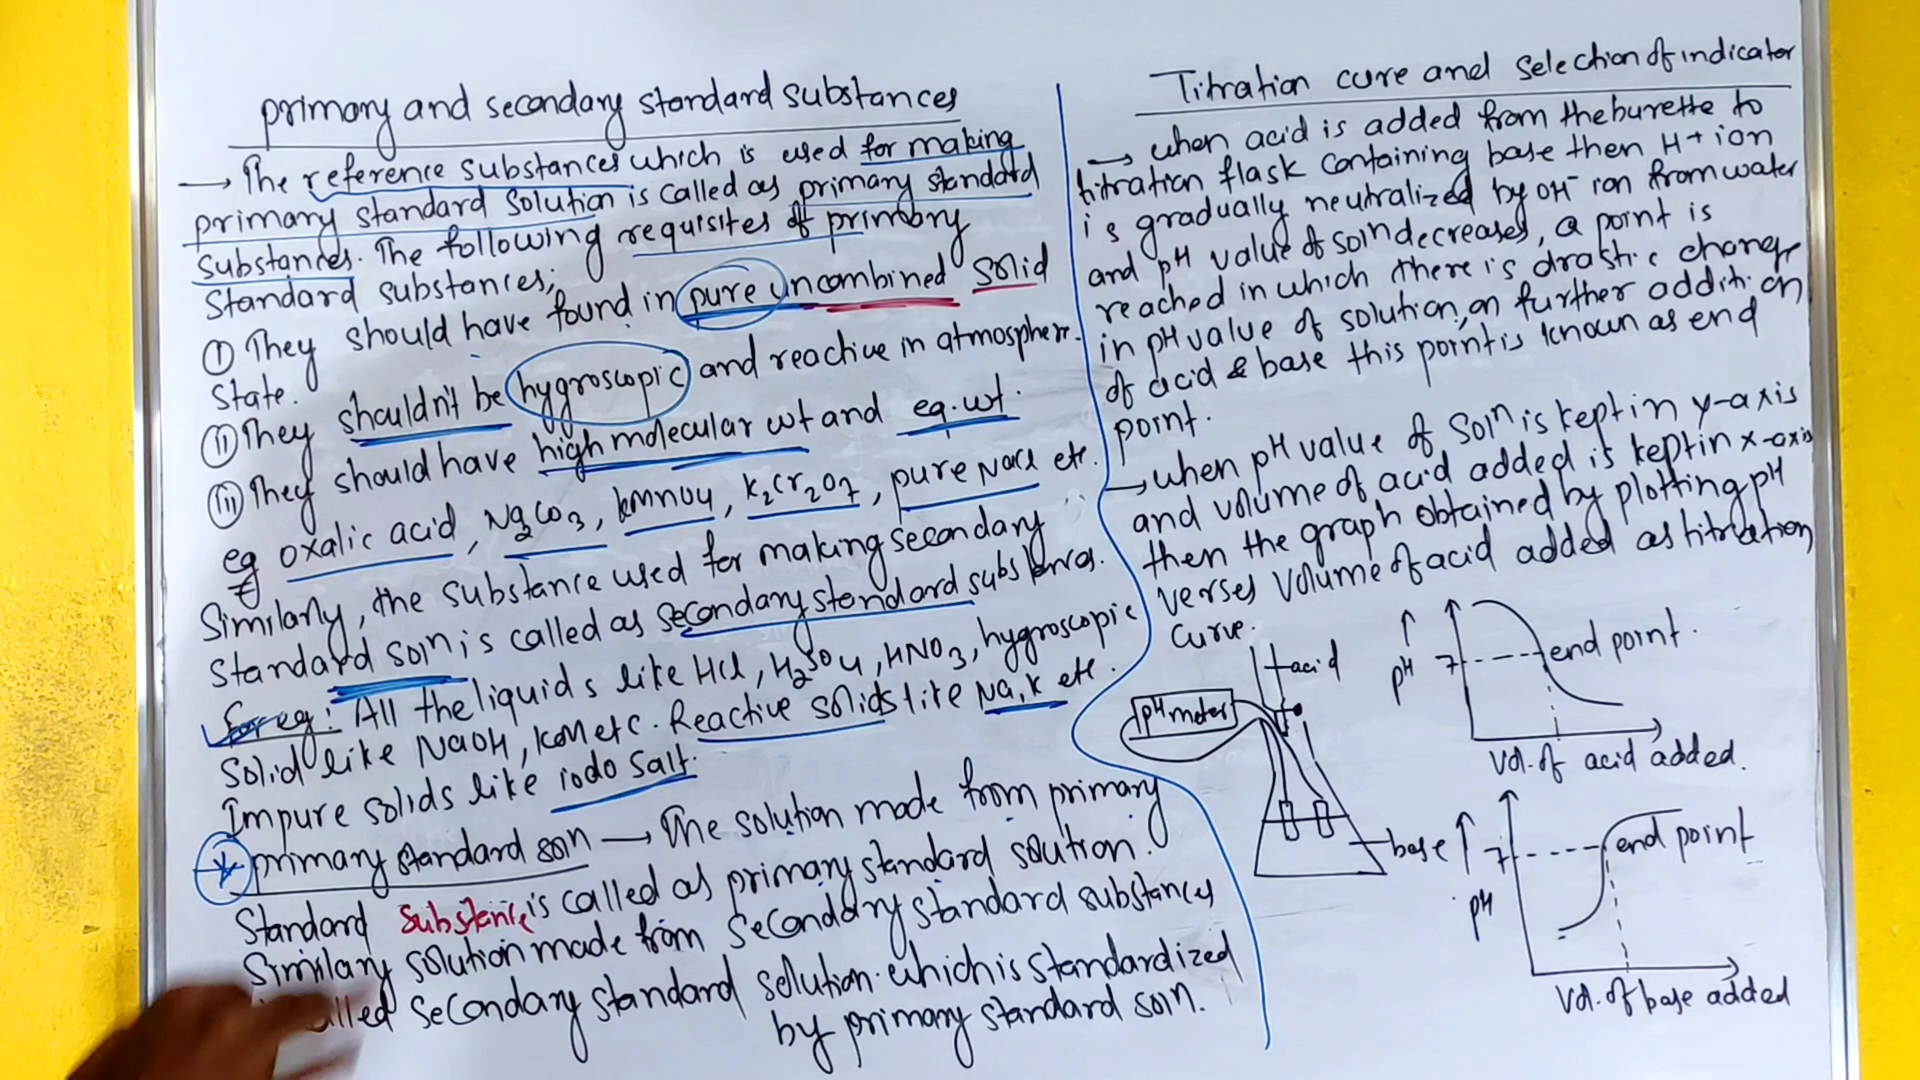 primary and secondary standard substances
→ The reference substances which is used for making
primary standard solution is called as primary standard
substances. The following requisites of primary
Standard substances;
(I) They should have found in pure uncombined solid
State.
(II) They shouldn't be hygroscopic and reactive in atmospher.
(III) They should have high molecular wt and eq. wt.
eg oxalic acid, Na2CO3, kmno4, K2Cr2O7, pure NaCl etc.
Similarly, the substance used for making secondary
Standard soln is called as secondary standard substances.
for eg: All the liquids like HCl, H2SO4, HNO3, hygroscopic
Solid like NaOH, KOH etc. Reactive solids like Na, K etc.
Impure solids like iodo Salt.
* primary standard soln → The solution made from primary
Standard substance is called as primary standard solution.
Similary solution made from secondary standard substances
called secondary standard solution. which is standardized
by primary standard soln.
Titration cure and selection of indicator
→ when acid is added from the burette to
titration flask containing base then H+ ion
is gradually neutralized by OH- ion from water
and pH value of soln decreases, a point is
reached in which there is drastic change
in pH value of solution, on further addition
of acid & base this point is known as end
point.
→ when pH value of soln is kept in y-axis
and volume of acid added is kept in x-axis
then the graph obtained by plotting pH
verses volume of acid added as titration
curve.
acid
pH meter
base
pH
7
end point.
Vol. of acid added.
pH
7
end point
Vol. of base added